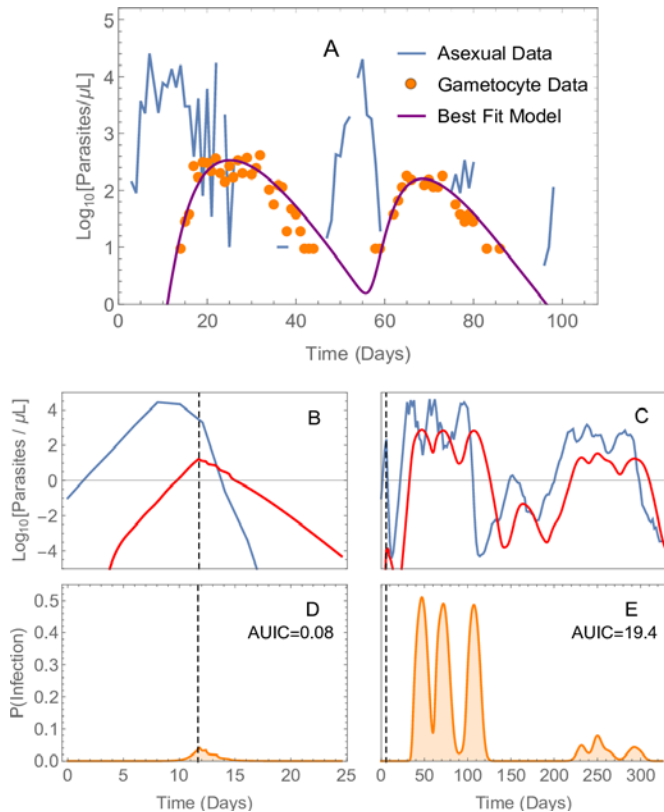 A
Asexual Data
Gametocyte Data
Best Fit Model
Log10[Parasites/μL]
5
4
3
2
1
0
0 20 40 60 80 100
Time (Days)
B
C
Log10[Parasites / μL]
4
2
0
−2
−4
D
AUIC=0.08
E
AUIC=19.4
P(Infection)
0.5
0.4
0.3
0.2
0.1
0.0
0 5 10 15 20 25
0 50 100 150 200 250 300
Time (Days)
Time (Days)